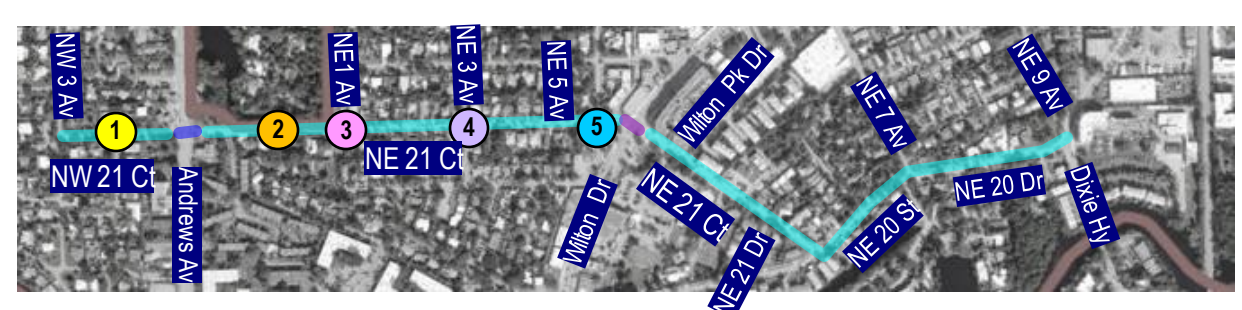 NW 3 Av
1
NW 21 Ct
Andrews Av
2
NE1 Av
3
NE 21 Ct
NE 3 Av
4
NE 5 Av
5
Wilton Dr
Wilton Pk Dr
NE 21 Ct
NE 21 Dr
NE 7 Av
NE 20 St
NE 20 Dr
NE 9 Av
Dixie Hy